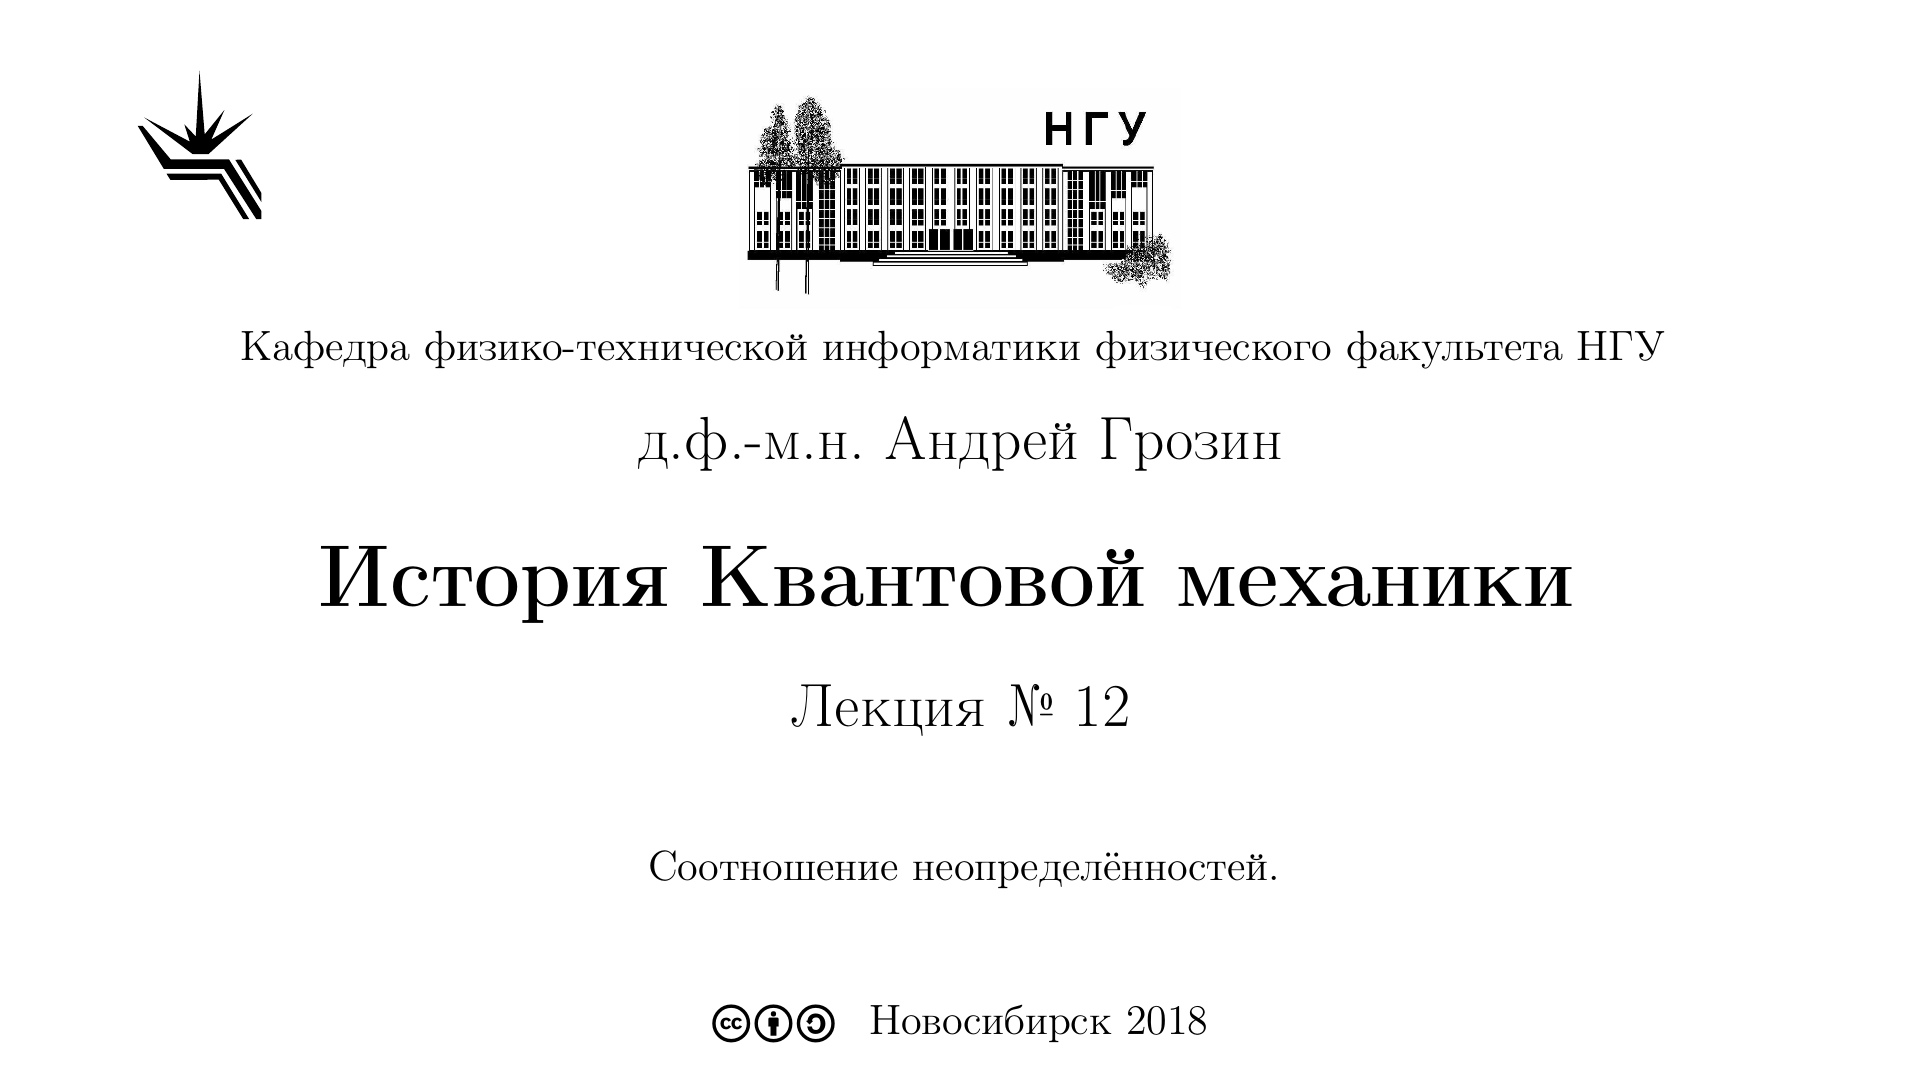 НГУ
Кафедра физико-технической информатики физического факультета НГУ
д.ф.-м.н. Андрей Грозин
История Квантовой механики
Лекция № 12
Соотношение неопределённостей.
cc Новосибирск 2018